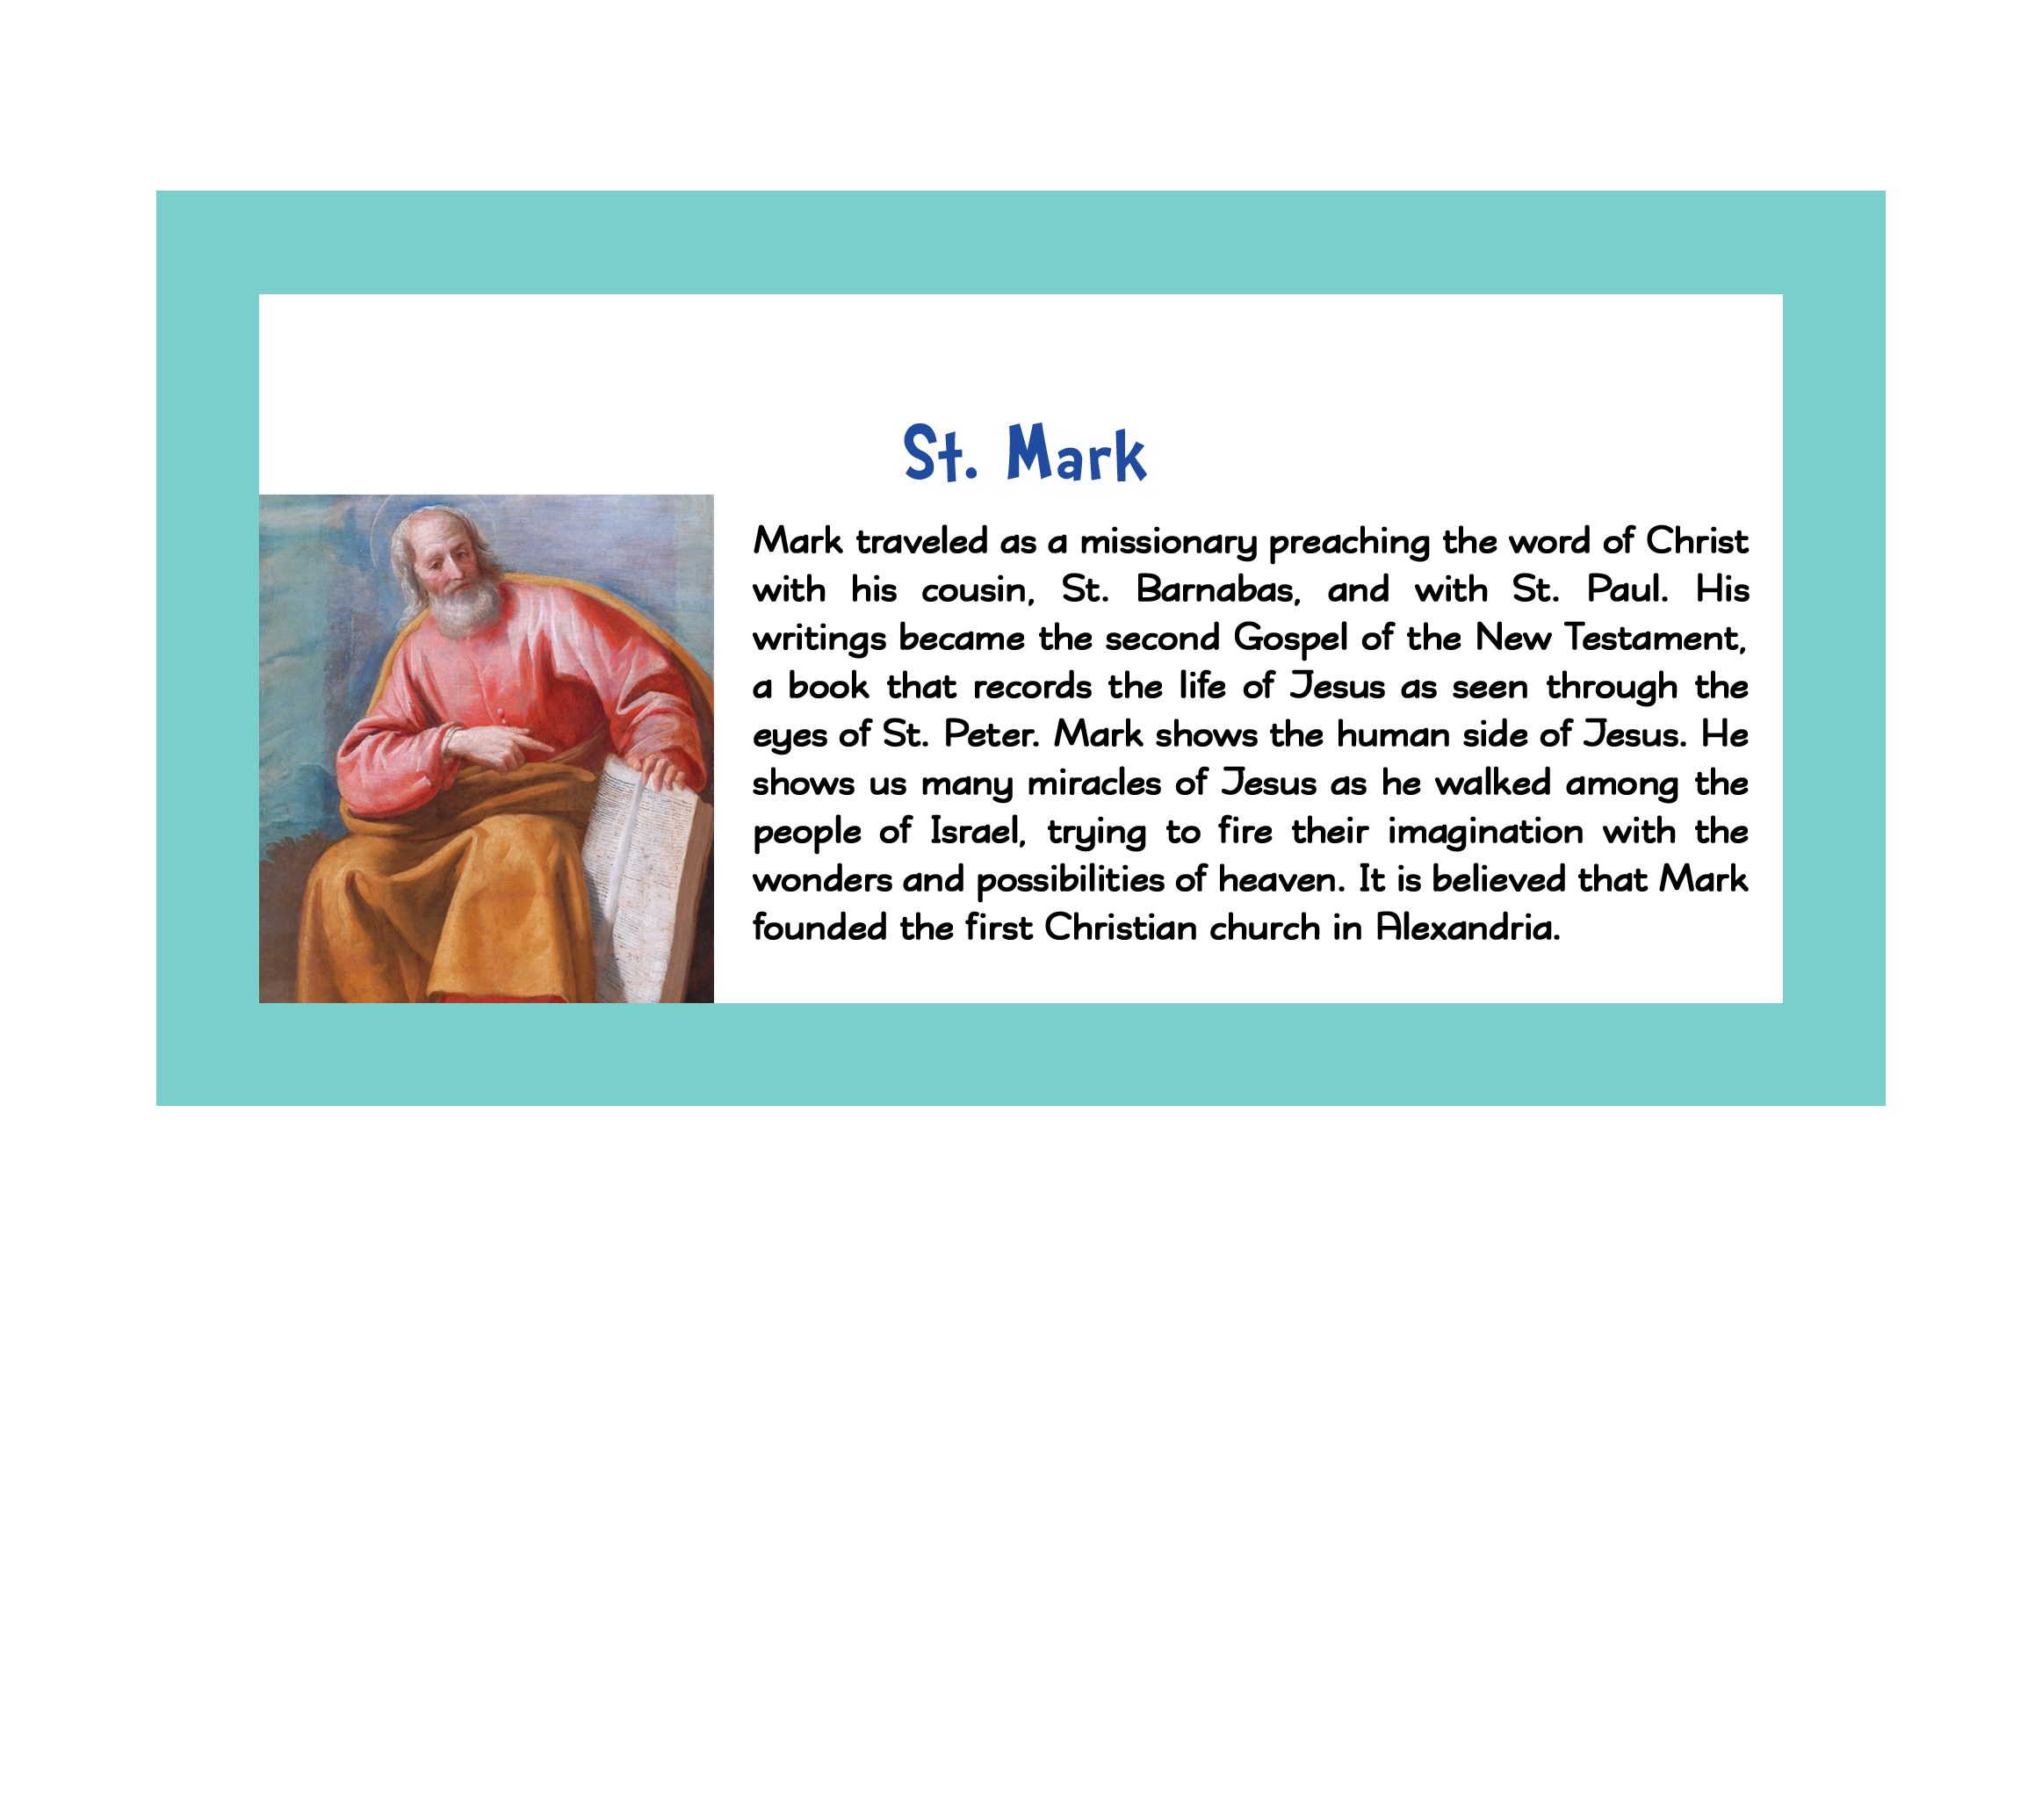 St. Mark
Mark traveled as a missionary preaching the word of Christ
with his cousin, St. Barnabas, and with St. Paul. His
writings became the second Gospel of the New Testament,
a book that records the life of Jesus as seen through the
eyes of St. Peter. Mark shows the human side of Jesus. He
shows us many miracles of Jesus as he walked among the
people of Israel, trying to fire their imagination with the
wonders and possibilities of heaven. It is believed that Mark
founded the first Christian church in Alexandria.